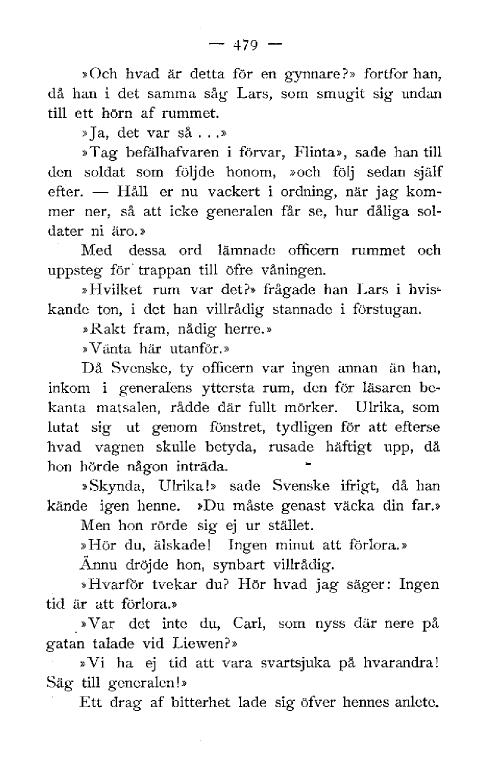 — 479 —
»Och hvad är detta för en gynnare?» fortfor han,
då han i det samma såg Lars, som smugit sig undan
till ett hörn af rummet.
»Ja, det var så . . .»
»Tag befälhafvaren i förvar, Flinta», sade han till
den soldat som följde honom, »och följ sedan själf
efter. — Håll er nu vackert i ordning, när jag kom-
mer ner, så att icke generalen får se, hur dåliga sol-
dater ni äro.»
Med dessa ord lämnade officern rummet och
uppsteg för trappan till öfre våningen.
»Hvilket rum var det?» frågade han Lars i hvis-
kande ton, i det han villrådig stannade i förstugan.
»Rakt fram, nådig herre.»
»Vänta här utanför.»
Då Svenske, ty officern var ingen annan än han,
inkom i generalens yttersta rum, den för läsaren be-
kanta matsalen, rådde där fullt mörker. Ulrika, som
lutat sig ut genom fönstret, tydligen för att efterse
hvad vagnen skulle betyda, rusade häftigt upp, då
hon hörde någon inträda.
»Skynda, Ulrika!» sade Svenske ifrigt, då han
kände igen henne. »Du måste genast väcka din far.»
Men hon rörde sig ej ur stället.
»Hör du, älskade! Ingen minut att förlora.»
Ännu dröjde hon, synbart villrådig.
»Hvarför tvekar du? Hör hvad jag säger: Ingen
tid är att förlora.»
»Var det inte du, Carl, som nyss där nere på
gatan talade vid Liewen?»
»Vi ha ej tid att vara svartsjuka på hvarandra!
Säg till generalen!»
Ett drag af bitterhet lade sig öfver hennes anlete.